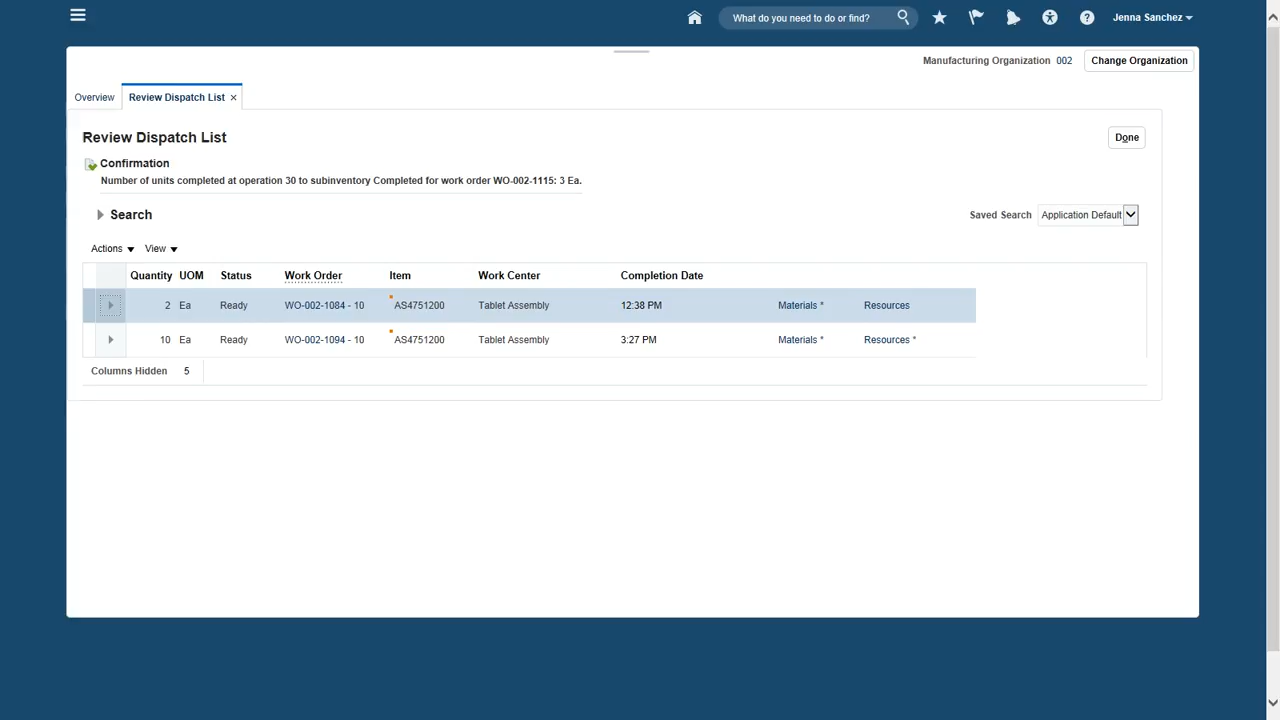 What do you need to do or find?
Jenna Sanchez
Manufacturing Organization 002 Change Organization
Overview Review Dispatch List ×
Review Dispatch List Done
Confirmation
Number of units completed at operation 30 to subinventory Completed for work order WO-002-1115: 3 Ea.
Search Saved Search Application Default
Actions View
Quantity UOM Status Work Order Item Work Center Completion Date
2 Ea Ready WO-002-1084 - 10 AS4751200 Tablet Assembly 12:38 PM Materials * Resources
10 Ea Ready WO-002-1094 - 10 AS4751200 Tablet Assembly 3:27 PM Materials * Resources *
Columns Hidden 5